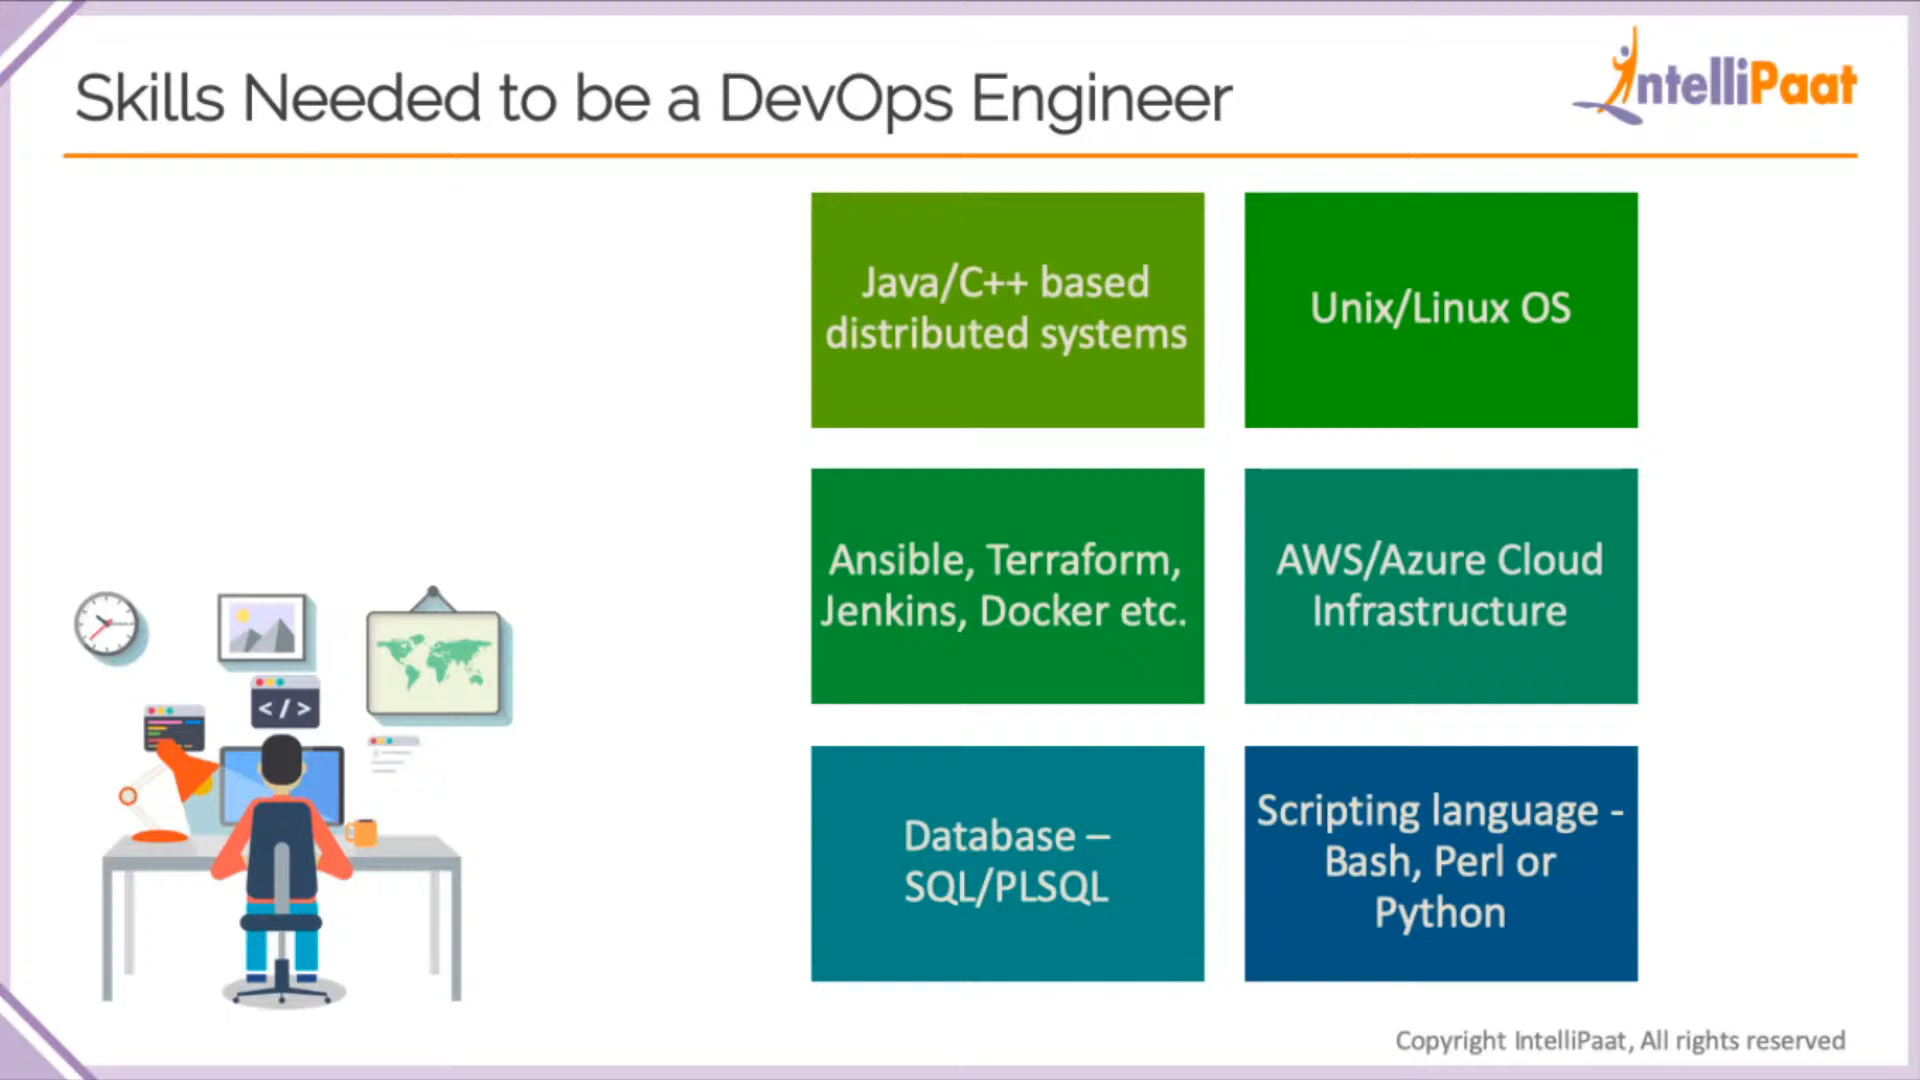 Skills Needed to be a DevOps Engineer
IntelliPaat
Java/C++ based
distributed systems
Unix/Linux OS
Ansible, Terraform,
Jenkins, Docker etc.
AWS/Azure Cloud
Infrastructure
</>
Database –
SQL/PLSQL
Scripting language -
Bash, Perl or
Python
Copyright IntelliPaat, All rights reserved